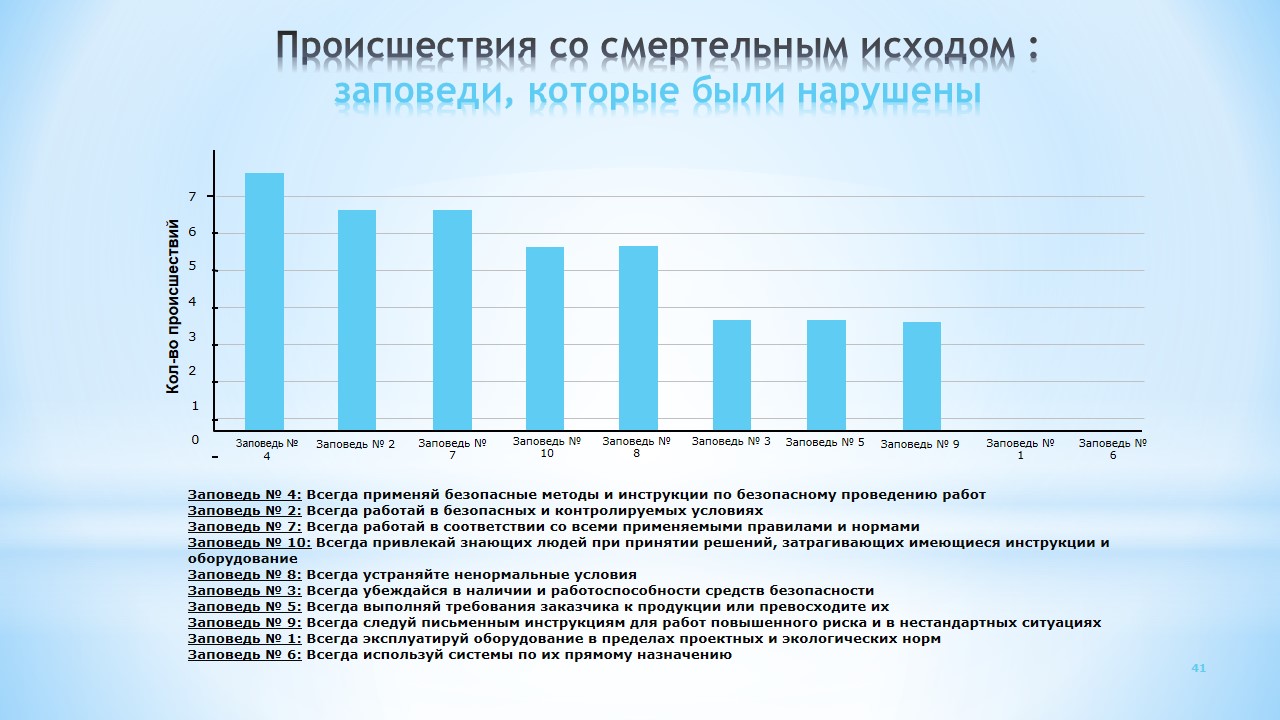 Происшествия со смертельным исходом :
заповеди, которые были нарушены
Кол-во происшествий
7
6
5
4
3
2
1
0
Заповедь №
4
Заповедь № 2
Заповедь №
7
Заповедь №
10
Заповедь №
8
Заповедь № 3
Заповедь № 5
Заповедь № 9
Заповедь №
1
Заповедь №
6
Заповедь № 4: Всегда применяй безопасные методы и инструкции по безопасному проведению работ
Заповедь № 2: Всегда работай в безопасных и контролируемых условиях
Заповедь № 7: Всегда работай в соответствии со всеми применяемыми правилами и нормами
Заповедь № 10: Всегда привлекай знающих людей при принятии решений, затрагивающих имеющиеся инструкции и
оборудование
Заповедь № 8: Всегда устраняйте ненормальные условия
Заповедь № 3: Всегда убеждайся в наличии и работоспособности средств безопасности
Заповедь № 5: Всегда выполняй требования заказчика к продукции или превосходите их
Заповедь № 9: Всегда следуй письменным инструкциям для работ повышенного риска и в нестандартных ситуациях
Заповедь № 1: Всегда эксплуатируй оборудование в пределах проектных и экологических норм
Заповедь № 6: Всегда используй системы по их прямому назначению
41